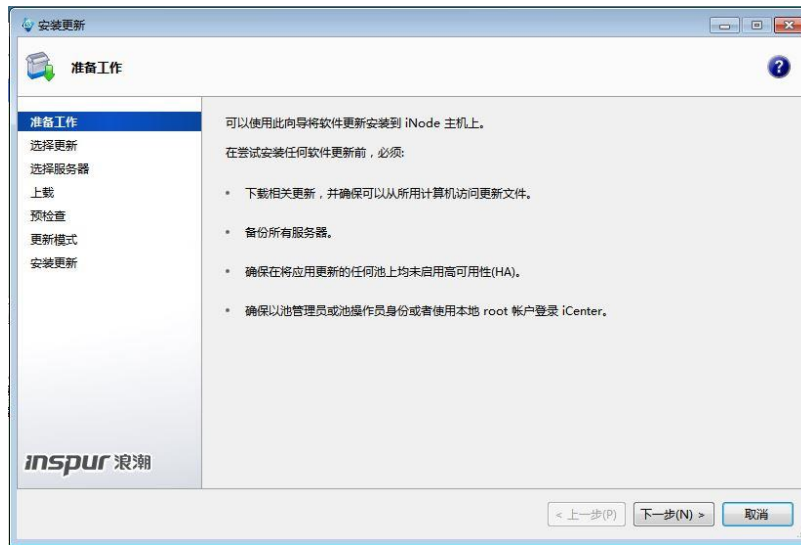 安装更新
准备工作
准备工作
选择更新
选择服务器
上载
预检查
更新模式
安装更新
可以使用此向导将软件更新安装到 iNode 主机上。
在尝试安装任何软件更新前，必须:
• 下载相关更新，并确保可以从所用计算机访问更新文件。
• 备份所有服务器。
• 确保在将应用更新的任何池上均未启用高可用性(HA)。
• 确保以池管理员或池操作员身份或者使用本地 root 帐户登录 iCenter。
inspur 浪潮
< 上一步(P)
下一步(N) >
取消